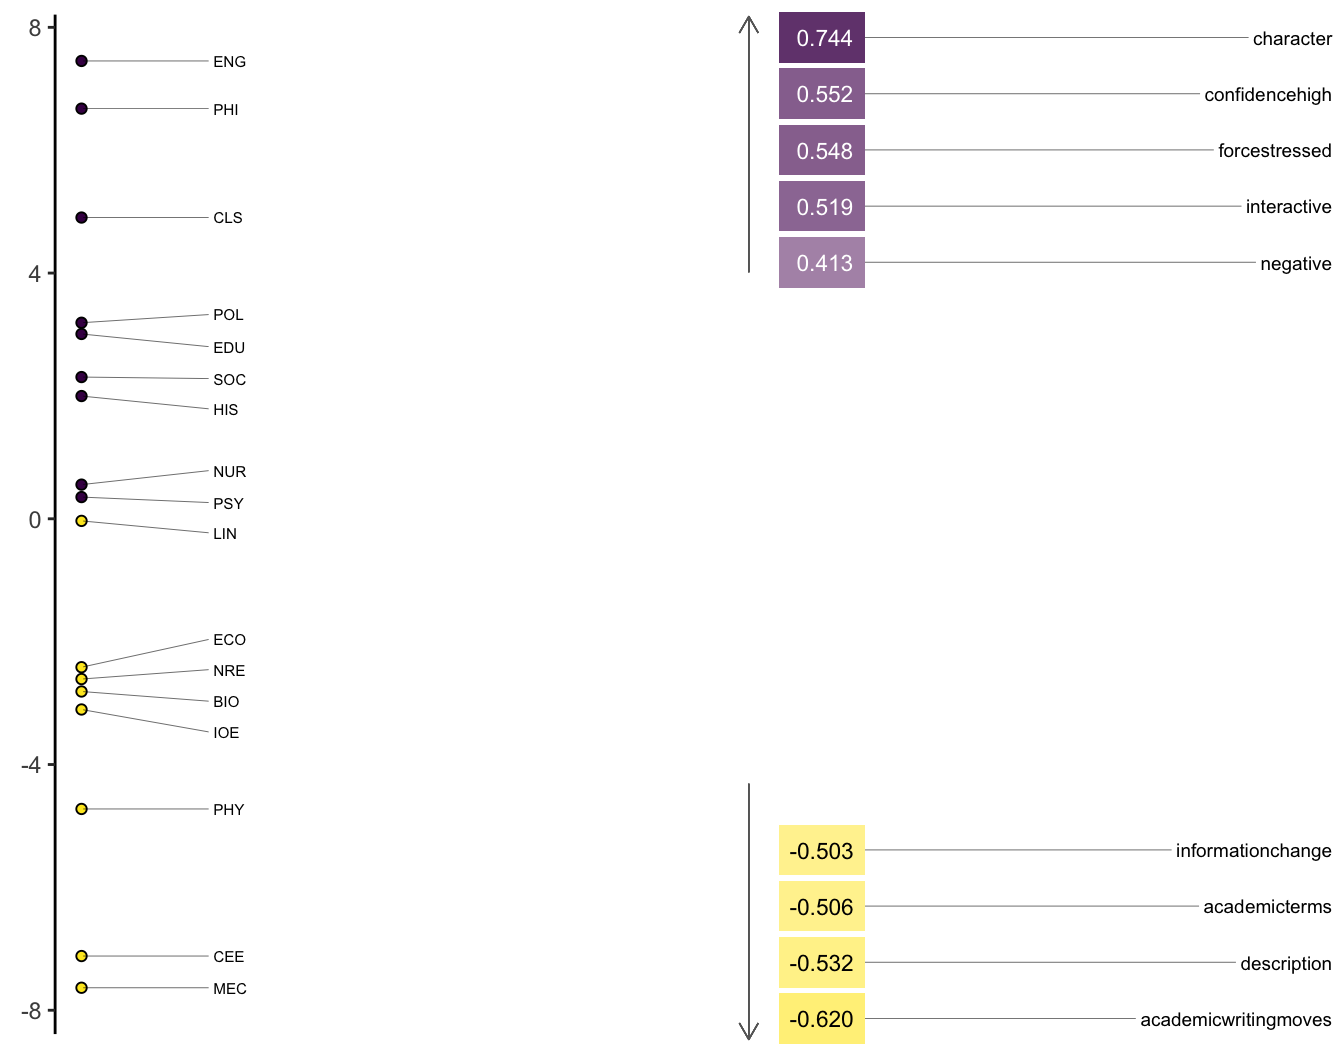 8
4
0
-4
-8
ENG
PHI
CLS
POL
EDU
SOC
HIS
NUR
PSY
LIN
ECO
NRE
BIO
IOE
PHY
CEE
MEC
0.744 character
0.552 confidencehigh
0.548 forcestressed
0.519 interactive
0.413 negative
-0.503 informationchange
-0.506 academicterms
-0.532 description
-0.620 academicwritingmoves